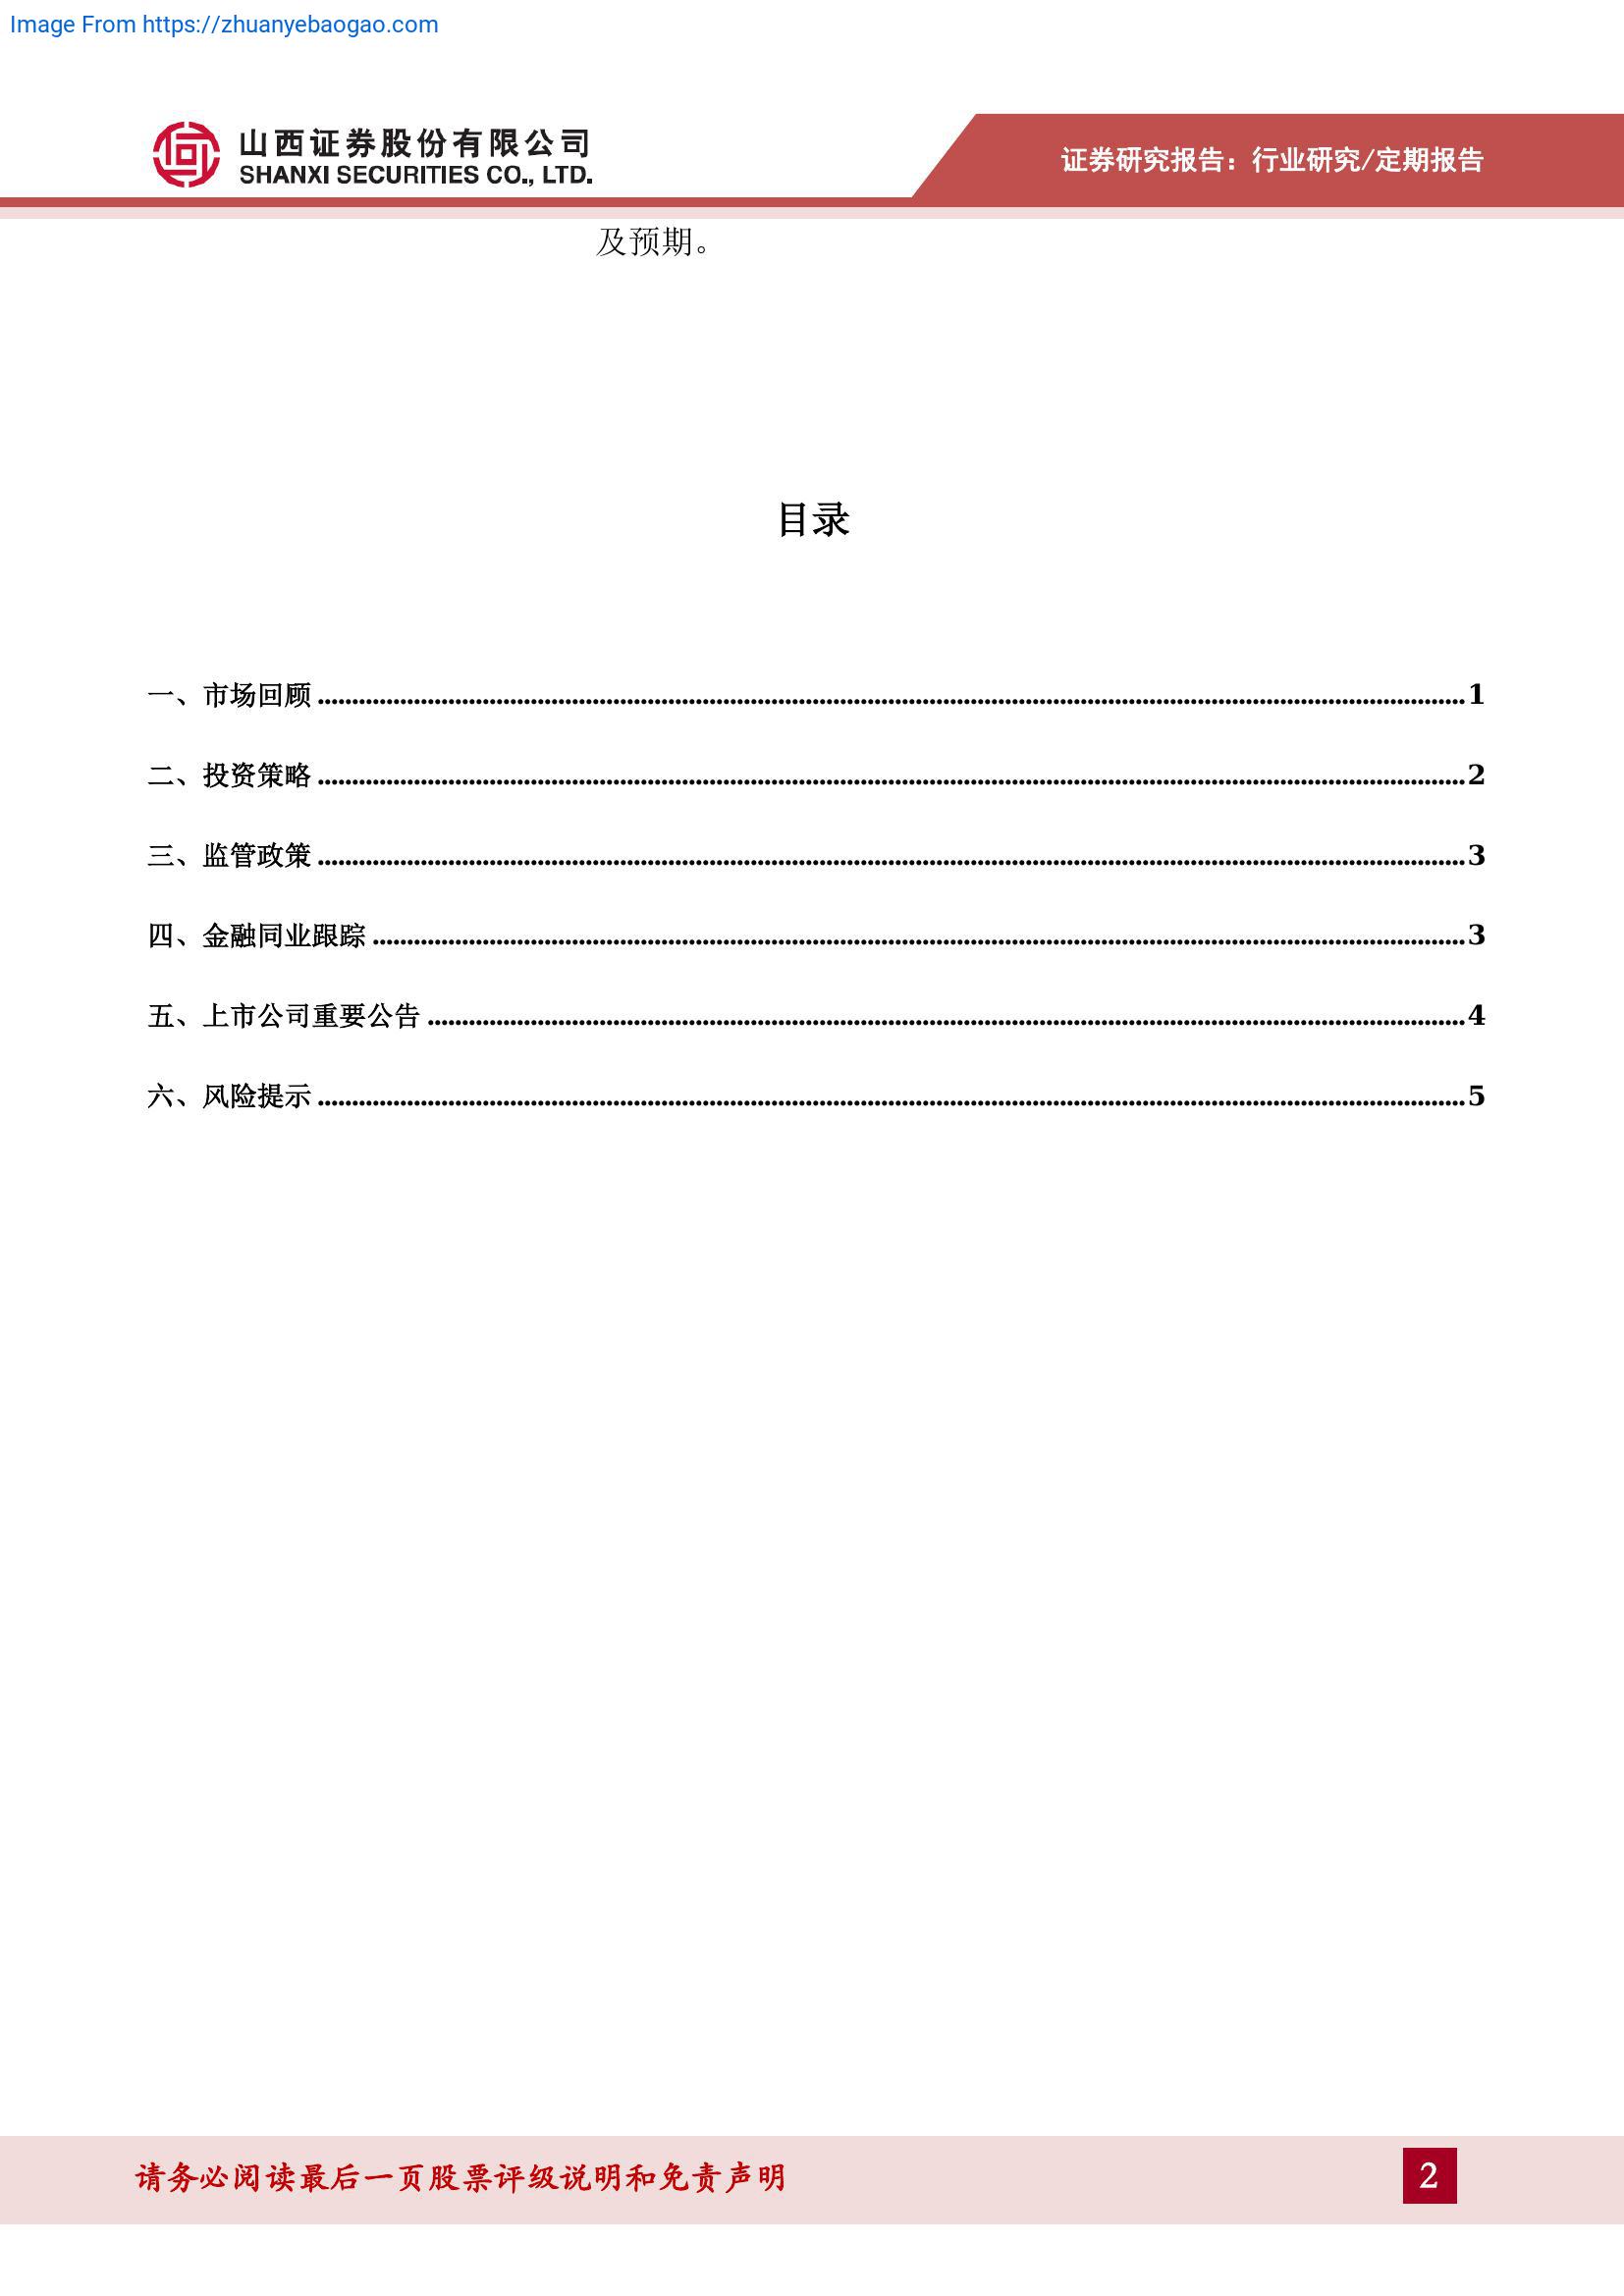 Image From https://zhuanyebaogao.com
山西证券股份有限公司
SHANXI SECURITIES CO., LTD.
证券研究报告：行业研究/定期报告
及预期。
目录
一、市场回顾........................................1
二、投资策略........................................2
三、监管政策........................................3
四、金融同业跟踪........................................3
五、上市公司重要公告........................................4
六、风险提示........................................5
请务必阅读最后一页股票评级说明和免责声明
2